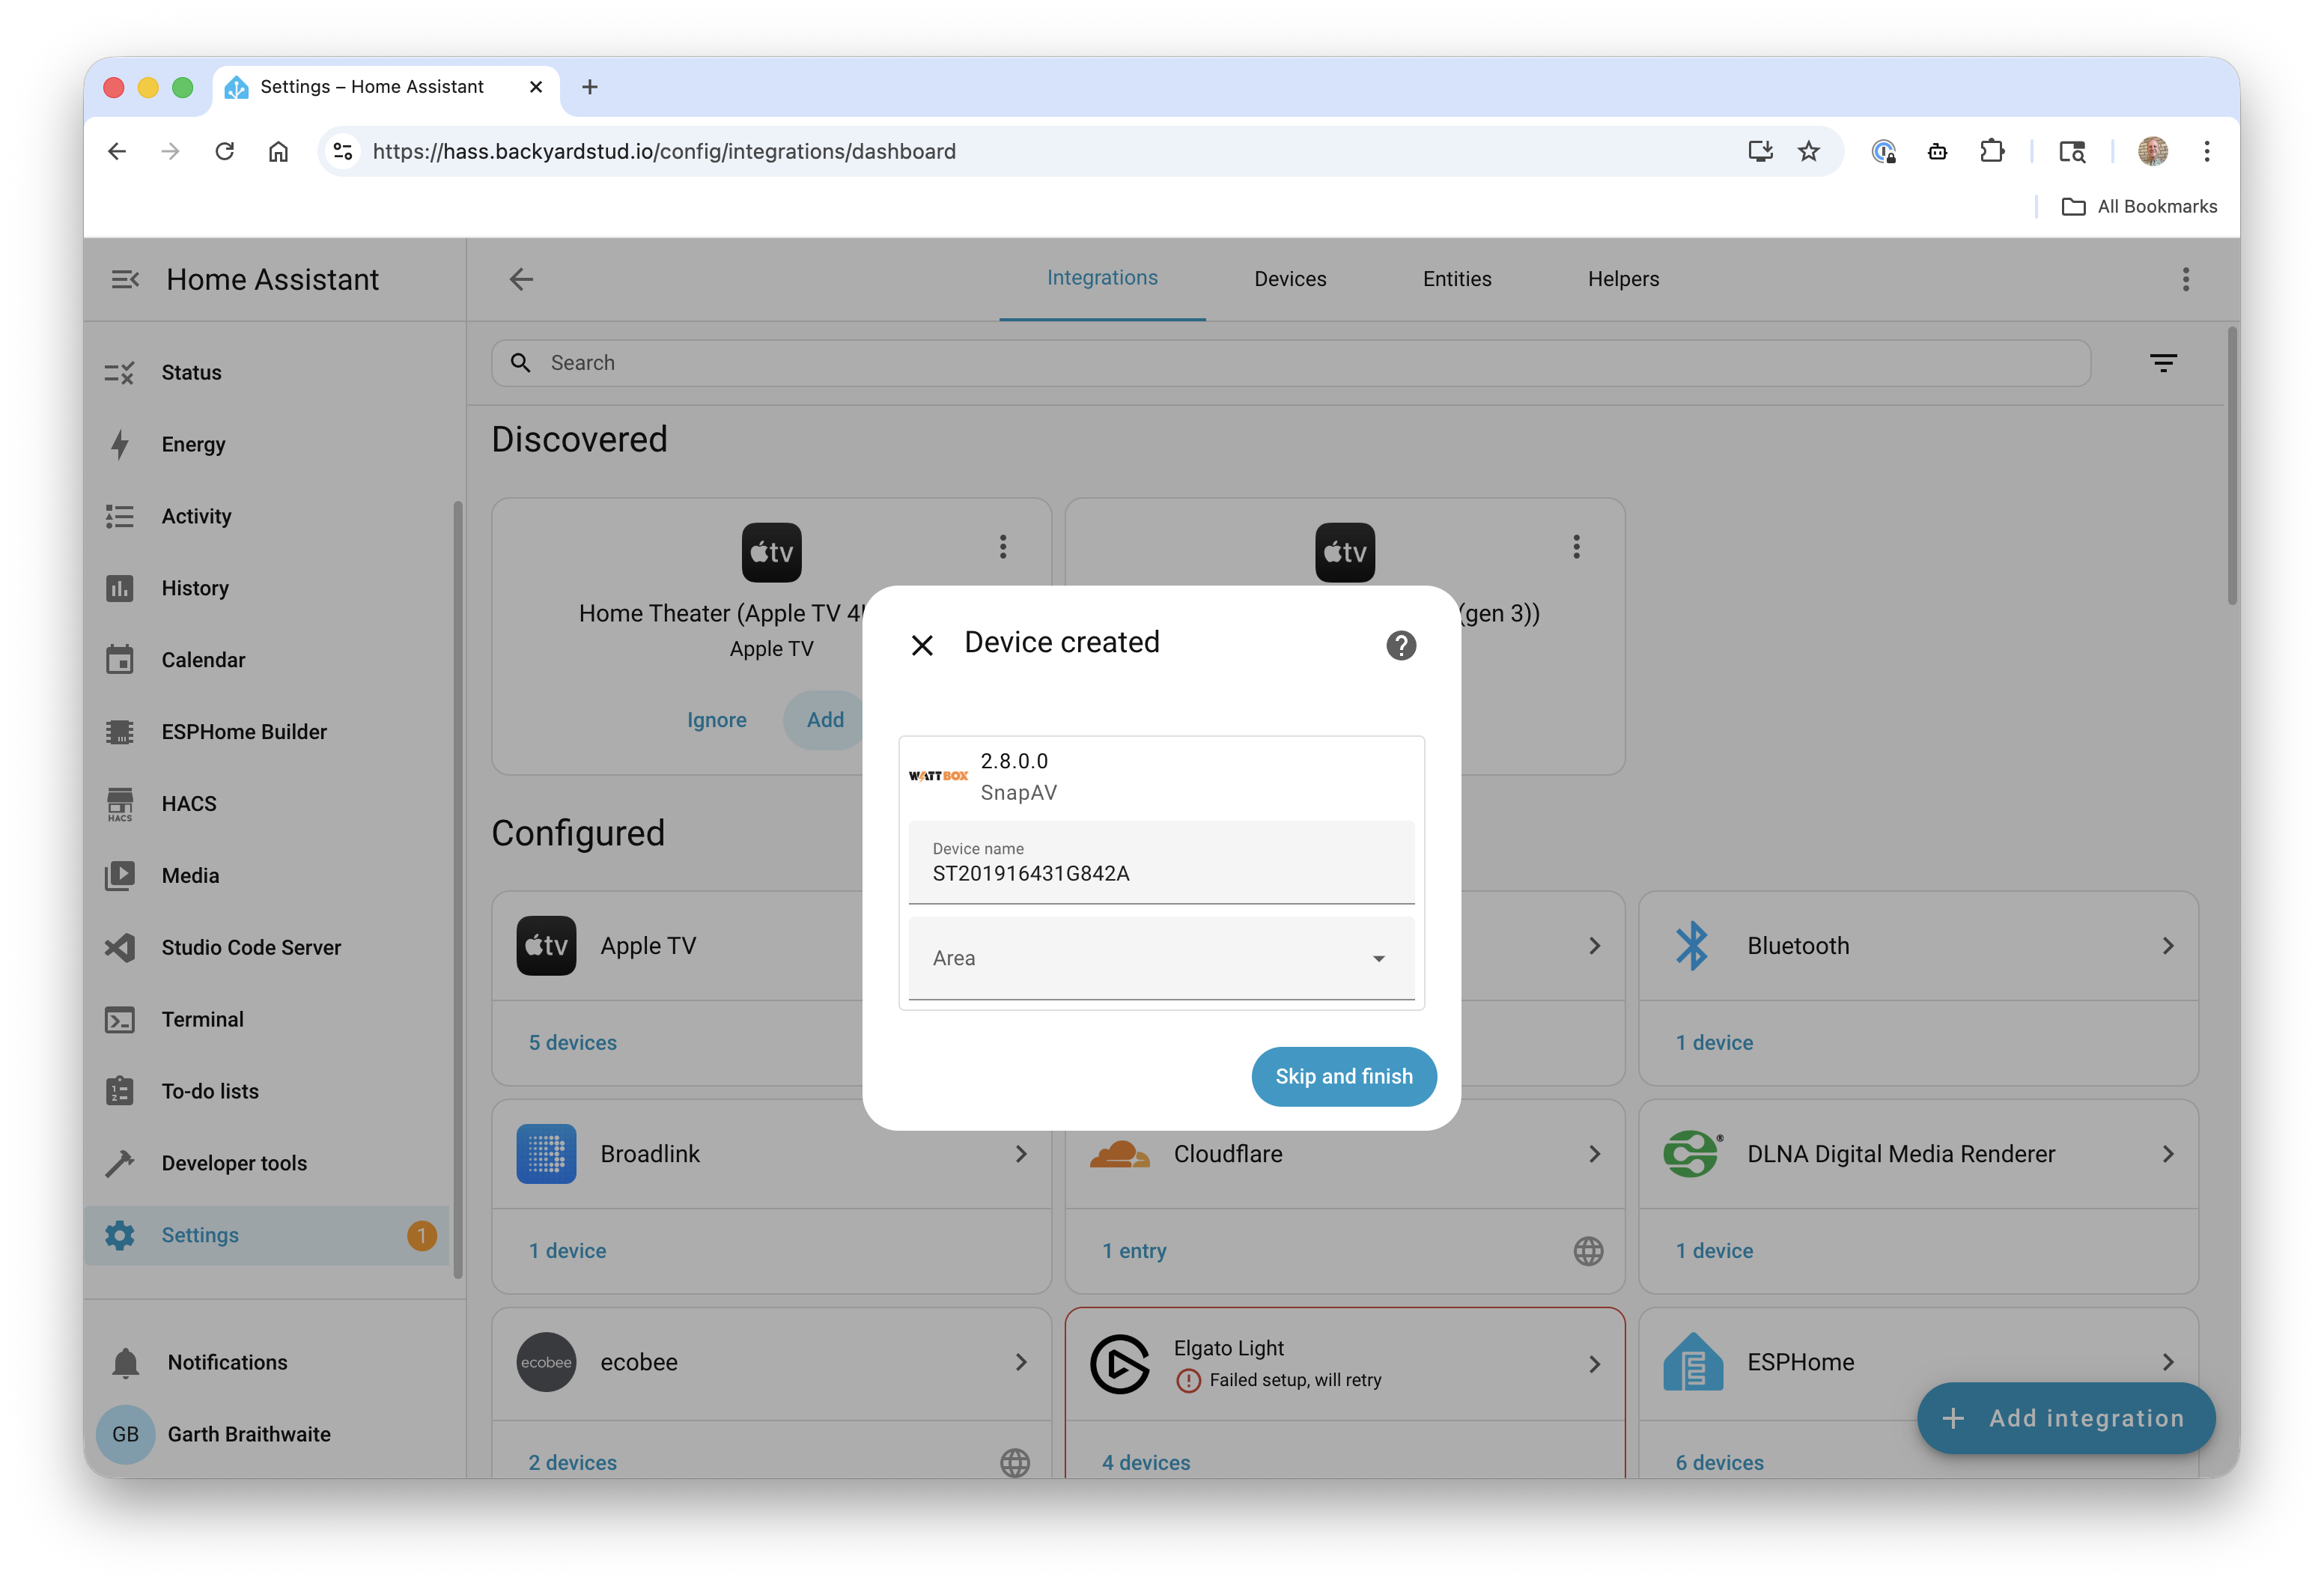 Settings – Home Assistant
https://hass.backyardstud.io/config/integrations/dashboard
All Bookmarks
Home Assistant
Integrations
Devices
Entities
Helpers
Status
Energy
Activity
History
Calendar
ESPHome Builder
HACS
HACS
Media
Studio Code Server
Terminal
To-do lists
Developer tools
Settings
1
Notifications
GB
Garth Braithwaite
Search
Discovered
tv
Home Theater (Apple TV 4
Apple TV
Ignore
Add
tv
(gen 3))
Device created
WATTBOX
2.8.0.0
SnapAV
Device name
ST201916431G842A
Area
Skip and finish
Configured
tv
Apple TV
5 devices
Bluetooth
1 device
Broadlink
1 device
Cloudflare
1 entry
DLNA Digital Media Renderer
1 device
ecobee
ecobee
2 devices
Elgato Light
Failed setup, will retry
4 devices
ESPHome
6 devices
Add integration